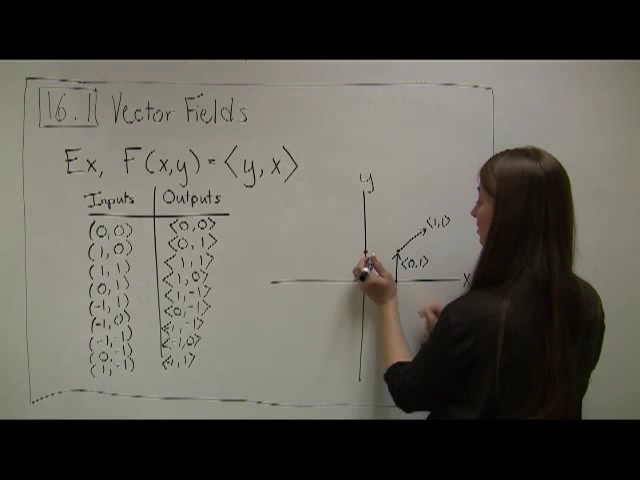 16.1 Vector Fields
Ex, F(x,y) = ⟨y, x⟩
Inputs Outputs
(0, 0) ⟨0, 0⟩
(1, 0) ⟨0, 1⟩
(1, 1) ⟨1, 1⟩
(0, 1) ⟨1, 0⟩
(-1, 1) ⟨1, -1⟩
(-1, 0) ⟨0, -1⟩
(-1, -1) ⟨-1, -1⟩
(0, -1) ⟨-1, 0⟩
(1, -1)
y
⟨1, 1⟩
⟨0, 1⟩
x